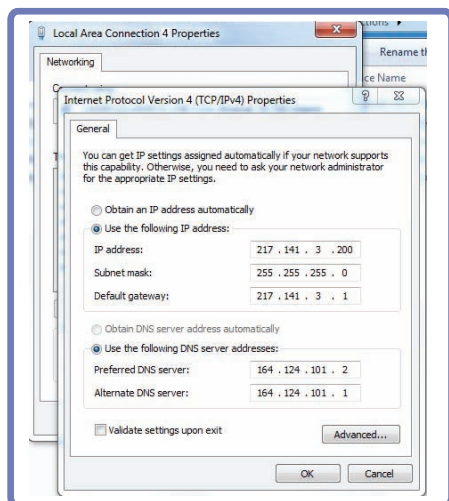 Local Area Connection 4 Properties
Rename th
Networking
ce Name
Internet Protocol Version 4 (TCP/IPv4) Properties
General
You can get IP settings assigned automatically if your network supports
this capability. Otherwise, you need to ask your network administrator
for the appropriate IP settings.
Obtain an IP address automatically
Use the following IP address:
IP address: 217 . 141 . 3 . 200
Subnet mask: 255 . 255 . 255 . 0
Default gateway: 217 . 141 . 3 . 1
Obtain DNS server address automatically
Use the following DNS server addresses:
Preferred DNS server: 164 . 124 . 101 . 2
Alternate DNS server: 164 . 124 . 101 . 1
Validate settings upon exit
Advanced...
OK Cancel